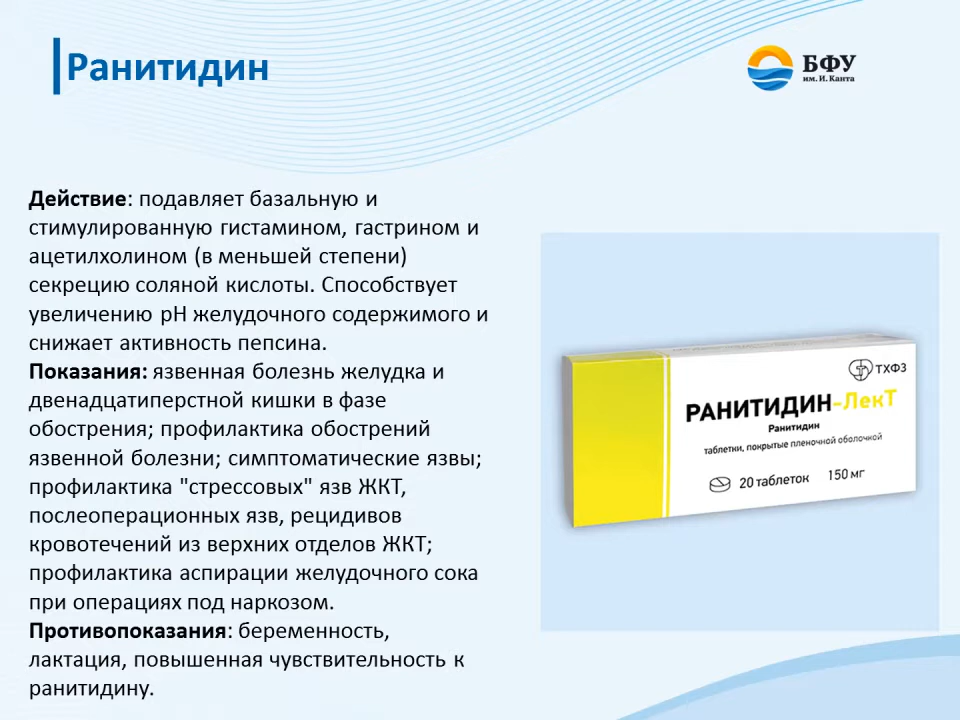 Ранитидин
БФУ
им. И. Канта
Действие: подавляет базальную и
стимулированную гистамином, гастрином и
ацетилхолином (в меньшей степени)
секрецию соляной кислоты. Способствует
увеличению pH желудочного содержимого и
снижает активность пепсина.
Показания: язвенная болезнь желудка и
двенадцатиперстной кишки в фазе
обострения; профилактика обострений
язвенной болезни; симптоматические язвы;
профилактика "стрессовых" язв ЖКТ,
послеоперационных язв, рецидивов
кровотечений из верхних отделов ЖКТ;
профилактика аспирации желудочного сока
при операциях под наркозом.
Противопоказания: беременность,
лактация, повышенная чувствительность к
ранитидину.
ТХФЗ
РАНИТИДИН-ЛекТ
Ранитидин
таблетки, покрытые пленочной оболочкой
20 таблеток 150 мг